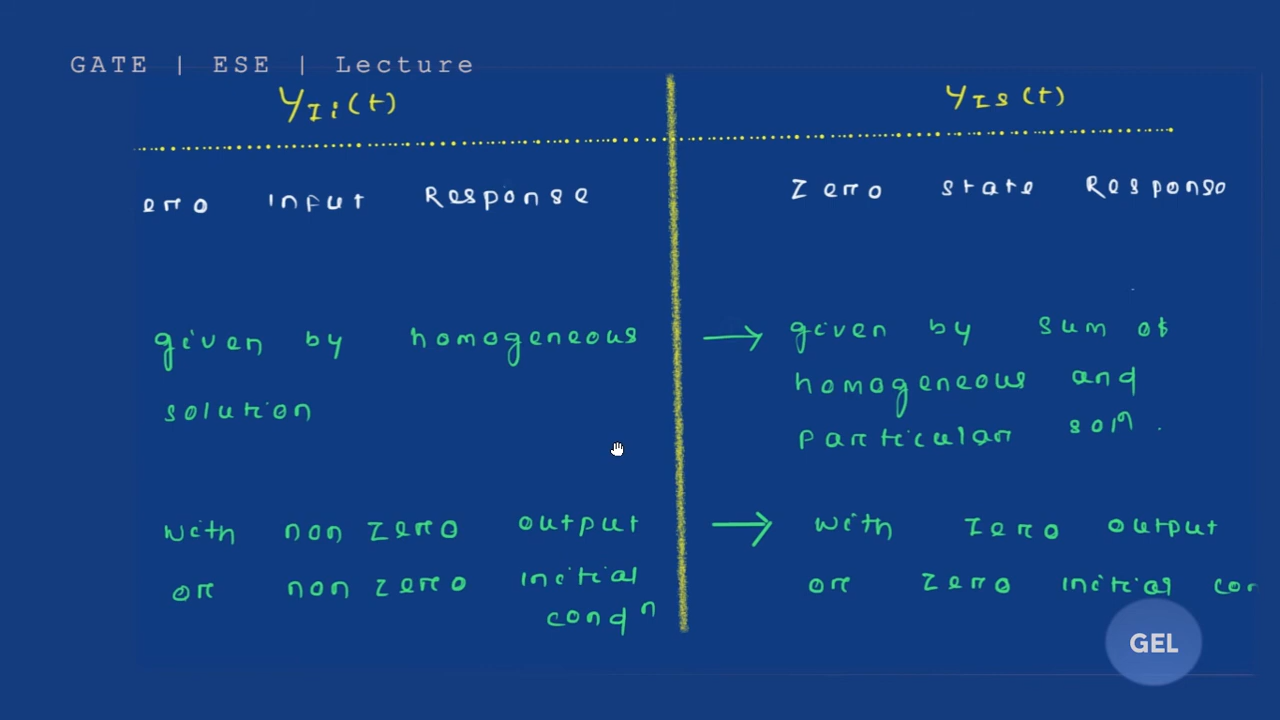 GATE | ESE | Lecture
YIi(t)
YIs(t)
ero Input Response
Zero state Response
given by homogeneous
solution
→ given by sum of
homogeneous and
particular solⁿ.
with non zero output
or non zero initial
condⁿ
→ with zero output
or zero initial con
GEL